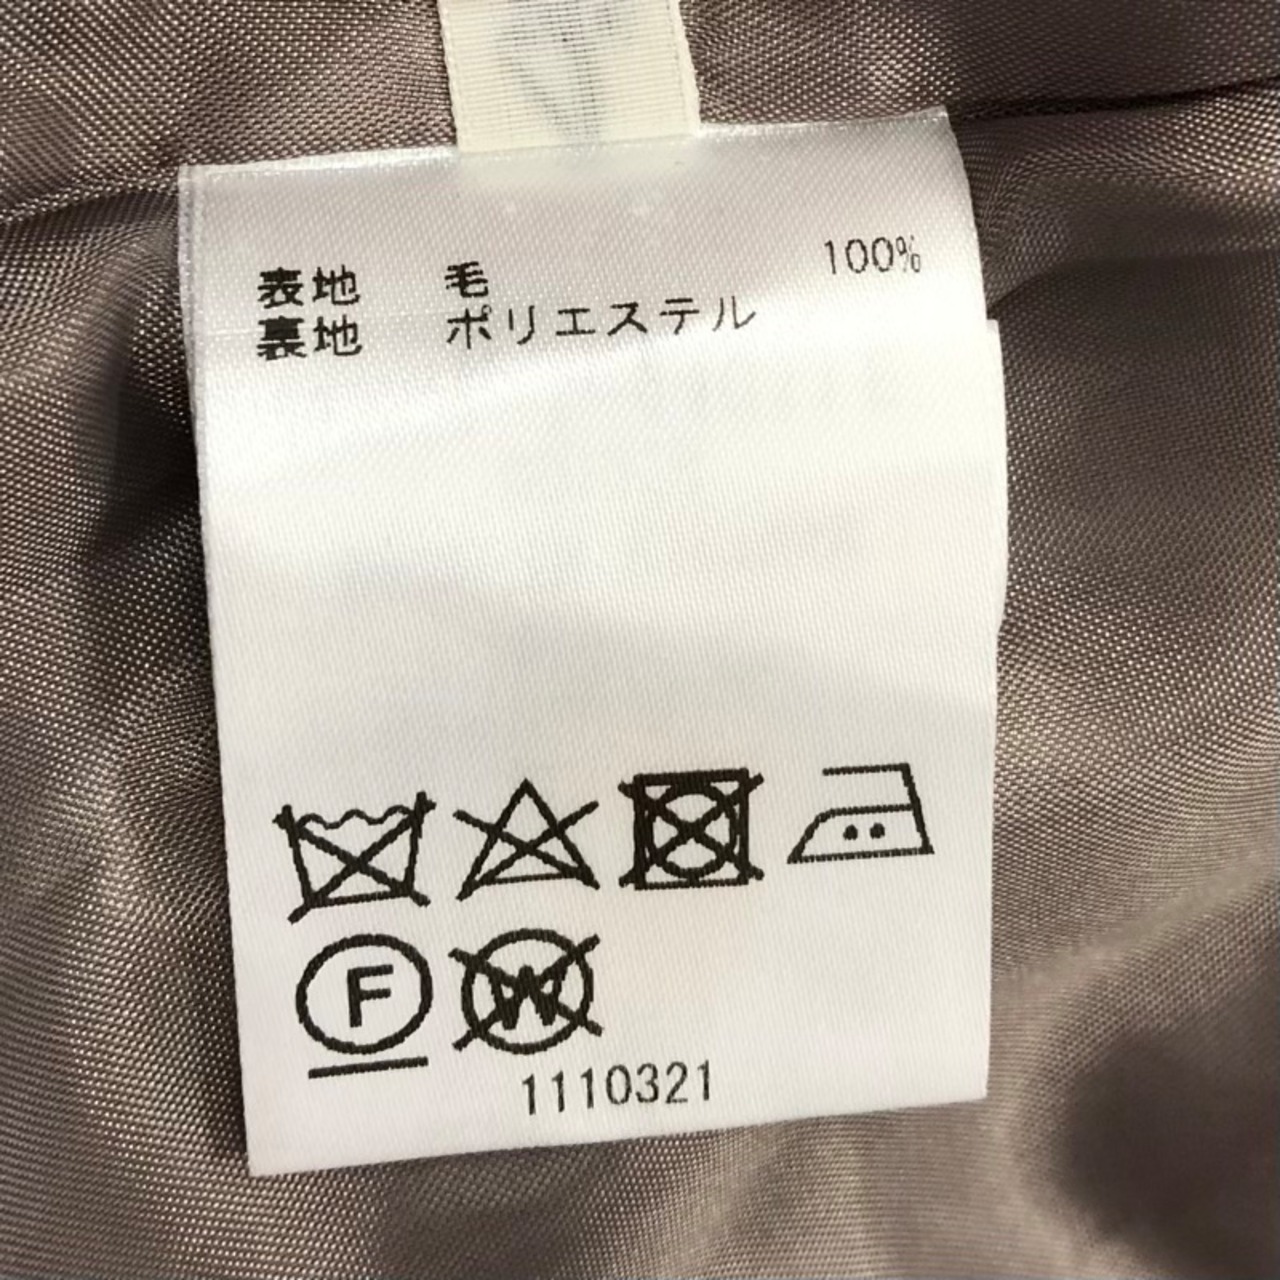 表地 毛 100%
裏地 ポリエステル
F
W
1110321